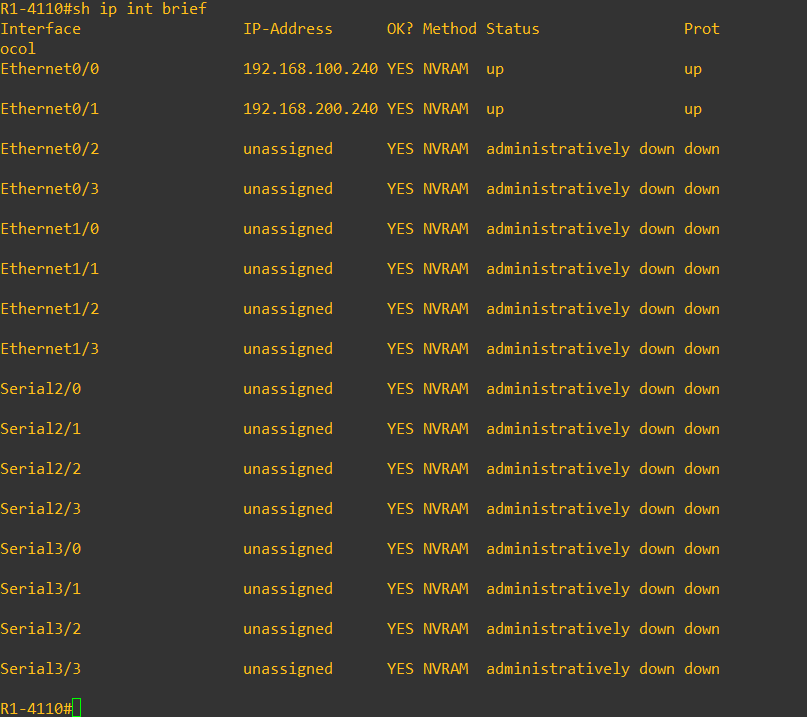 R1-4110#sh ip int brief
Interface                  IP-Address      OK? Method Status                Prot
ocol
Ethernet0/0                192.168.100.240 YES NVRAM  up                    up
Ethernet0/1                192.168.200.240 YES NVRAM  up                    up
Ethernet0/2                unassigned      YES NVRAM  administratively down down
Ethernet0/3                unassigned      YES NVRAM  administratively down down
Ethernet1/0                unassigned      YES NVRAM  administratively down down
Ethernet1/1                unassigned      YES NVRAM  administratively down down
Ethernet1/2                unassigned      YES NVRAM  administratively down down
Ethernet1/3                unassigned      YES NVRAM  administratively down down
Serial2/0                  unassigned      YES NVRAM  administratively down down
Serial2/1                  unassigned      YES NVRAM  administratively down down
Serial2/2                  unassigned      YES NVRAM  administratively down down
Serial2/3                  unassigned      YES NVRAM  administratively down down
Serial3/0                  unassigned      YES NVRAM  administratively down down
Serial3/1                  unassigned      YES NVRAM  administratively down down
Serial3/2                  unassigned      YES NVRAM  administratively down down
Serial3/3                  unassigned      YES NVRAM  administratively down down
R1-4110#